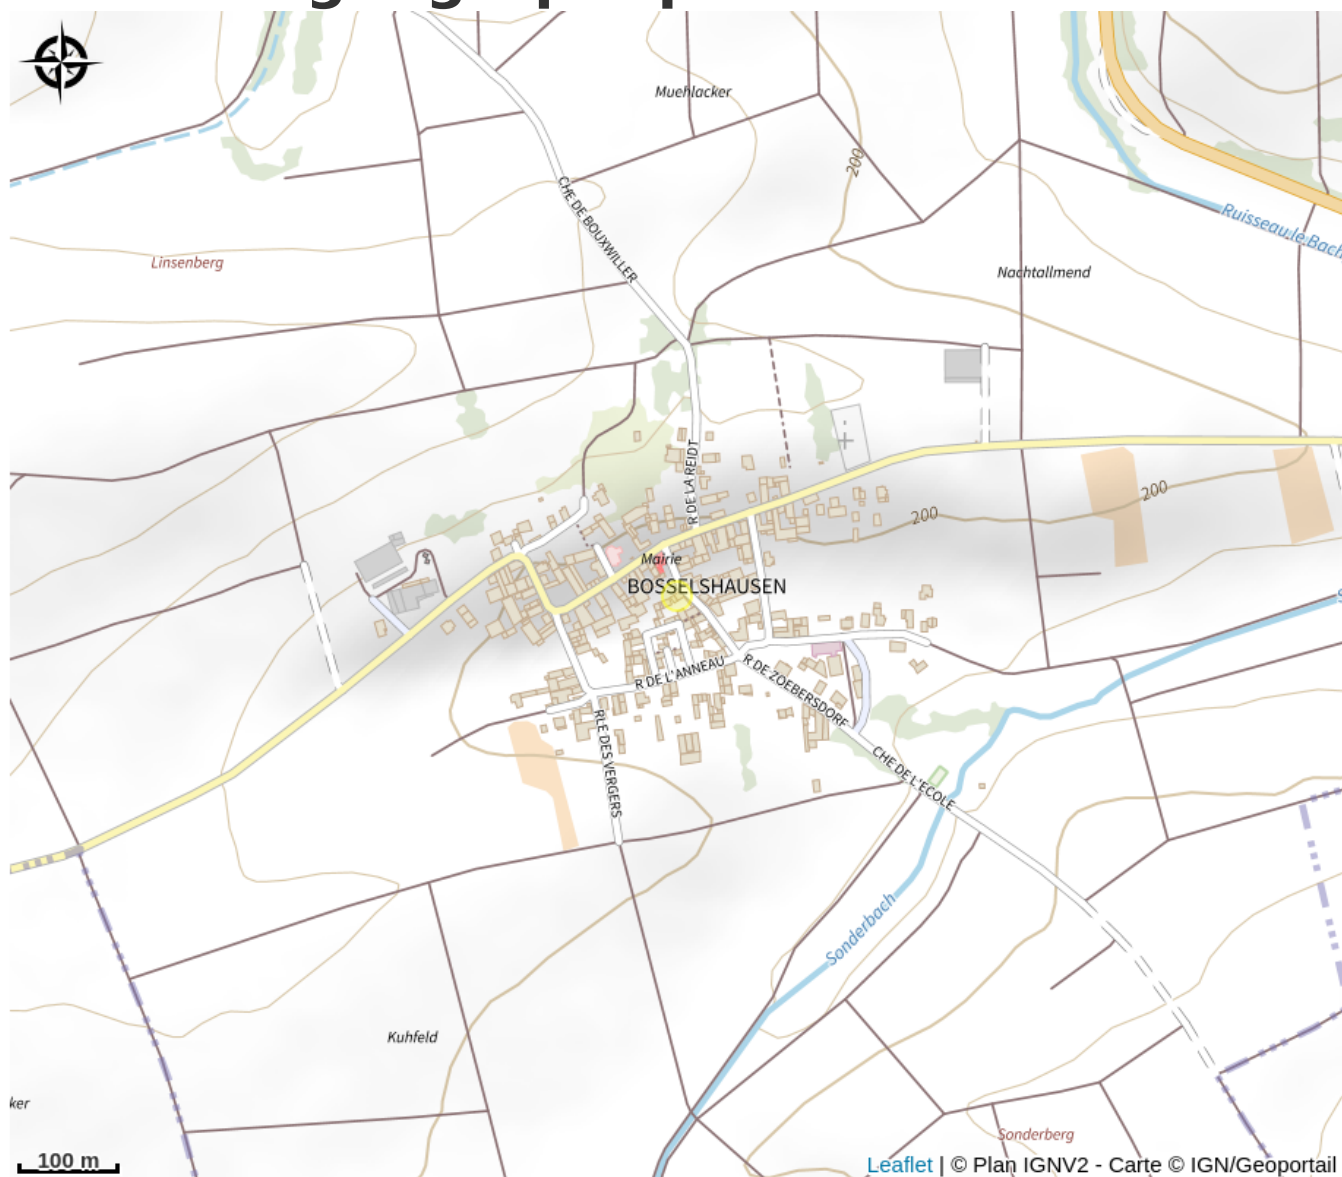 Muehlacker
200
CHE DE BOUXWILLER
Ruisseau le Bach
Linsenberg
Nachtallmend
R DE LA REIDT
200
200
Mairie
BOSSELSHAUSEN
R DE L'ANNEAU
R DE ZOEBERSDORF
RLE DES VERGERS
CHE DE L'ECOLE
Sonderbach
Kuhfeld
ker
Sonderberg
100 m
Leaflet | © Plan IGNV2 - Carte © IGN/Geoportail